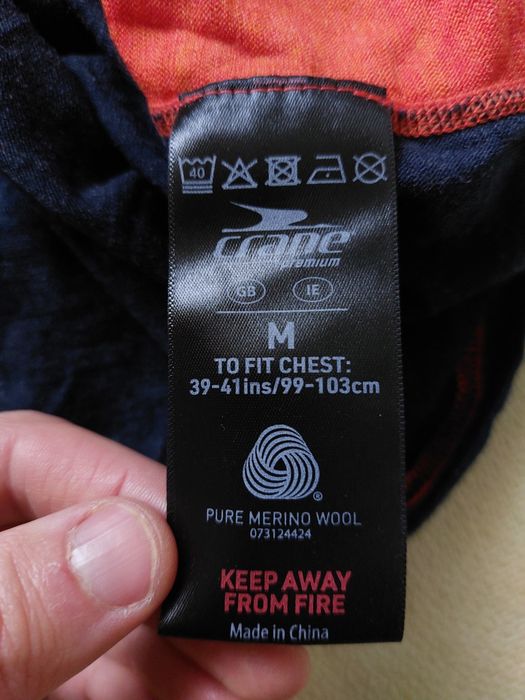 40
CRANE
premium
GB IE
M
TO FIT CHEST:
39-41ins/99-103cm
®
PURE MERINO WOOL
073124424
KEEP AWAY
FROM FIRE
Made in China